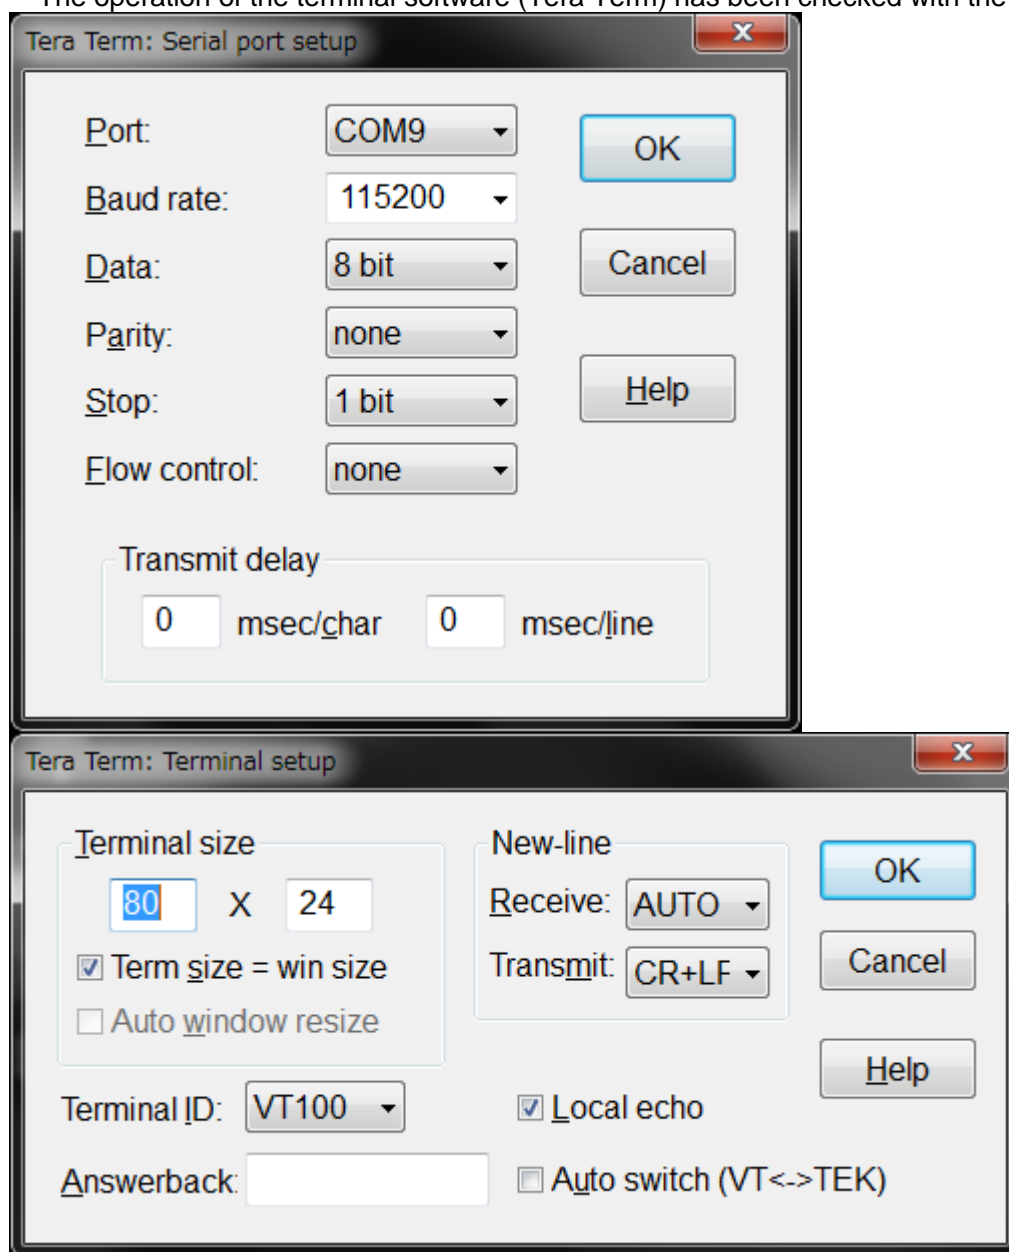 The operation of the terminal software (Tera Term) has been checked with the
Tera Term: Serial port setup
x
Port: COM9
OK
Baud rate: 115200
Data: 8 bit
Cancel
Parity: none
Stop: 1 bit
Help
Flow control: none
Transmit delay
0 msec/char 0 msec/line
Tera Term: Terminal setup
x
Terminal size
80 X 24
Term size = win size
Auto window resize
New-line
Receive: AUTO
Transmit: CR+LF
OK
Cancel
Help
Terminal ID: VT100
Local echo
Answerback:
Auto switch (VT<->TEK)